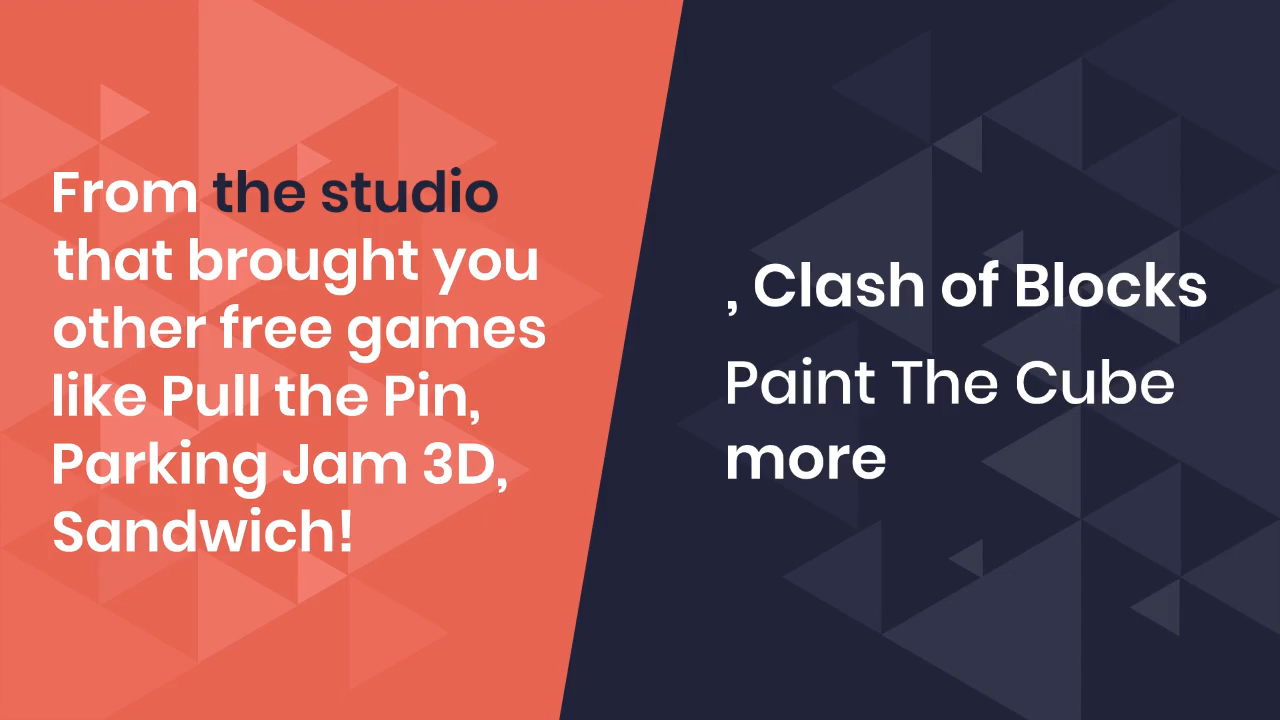 From the studio
that brought you
other free games
like Pull the Pin,
Parking Jam 3D,
Sandwich!
, Clash of Blocks
Paint The Cube
more